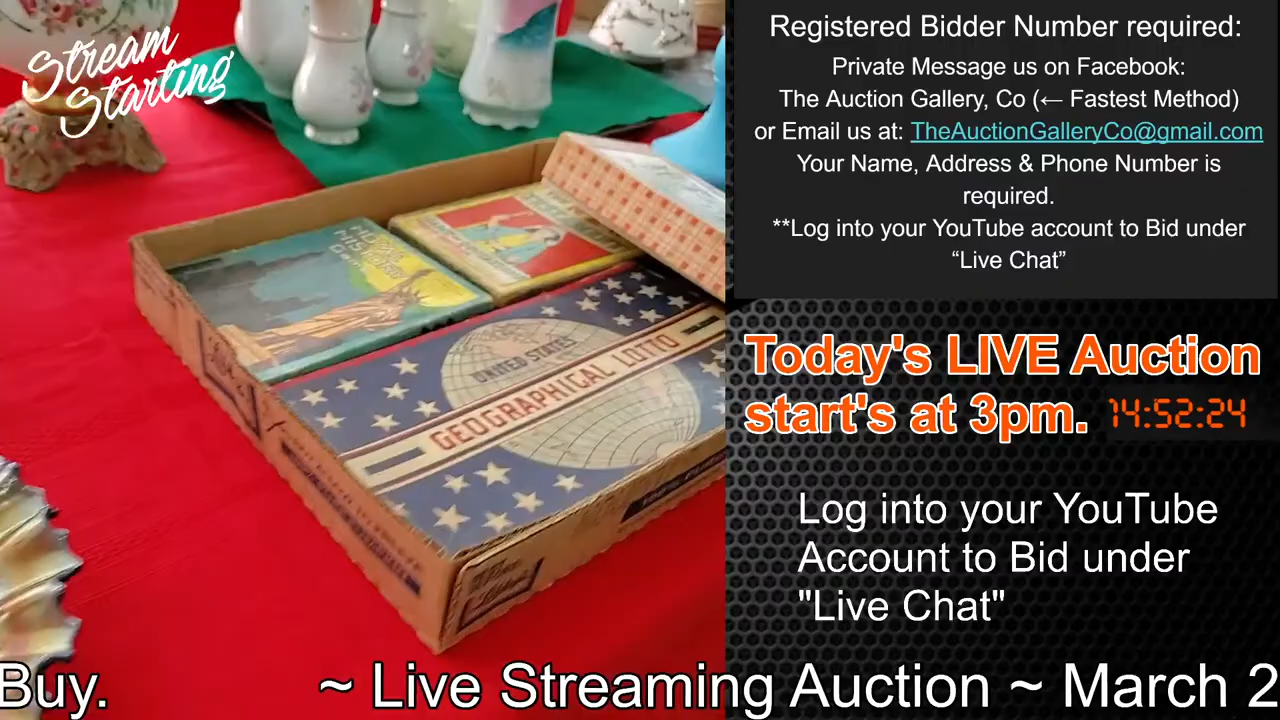 Stream
Starting
Registered Bidder Number required:
Private Message us on Facebook:
The Auction Gallery, Co (← Fastest Method)
or Email us at: TheAuctionGalleryCo@gmail.com
Your Name, Address & Phone Number is
required.
**Log into your YouTube account to Bid under
“Live Chat”
UNITED STATES
GEOGRAPHICAL LOTTO
Today's LIVE Auction
start's at 3pm. 14:52:24
Log into your YouTube
Account to Bid under
"Live Chat"
Buy. ~ Live Streaming Auction ~ March 2